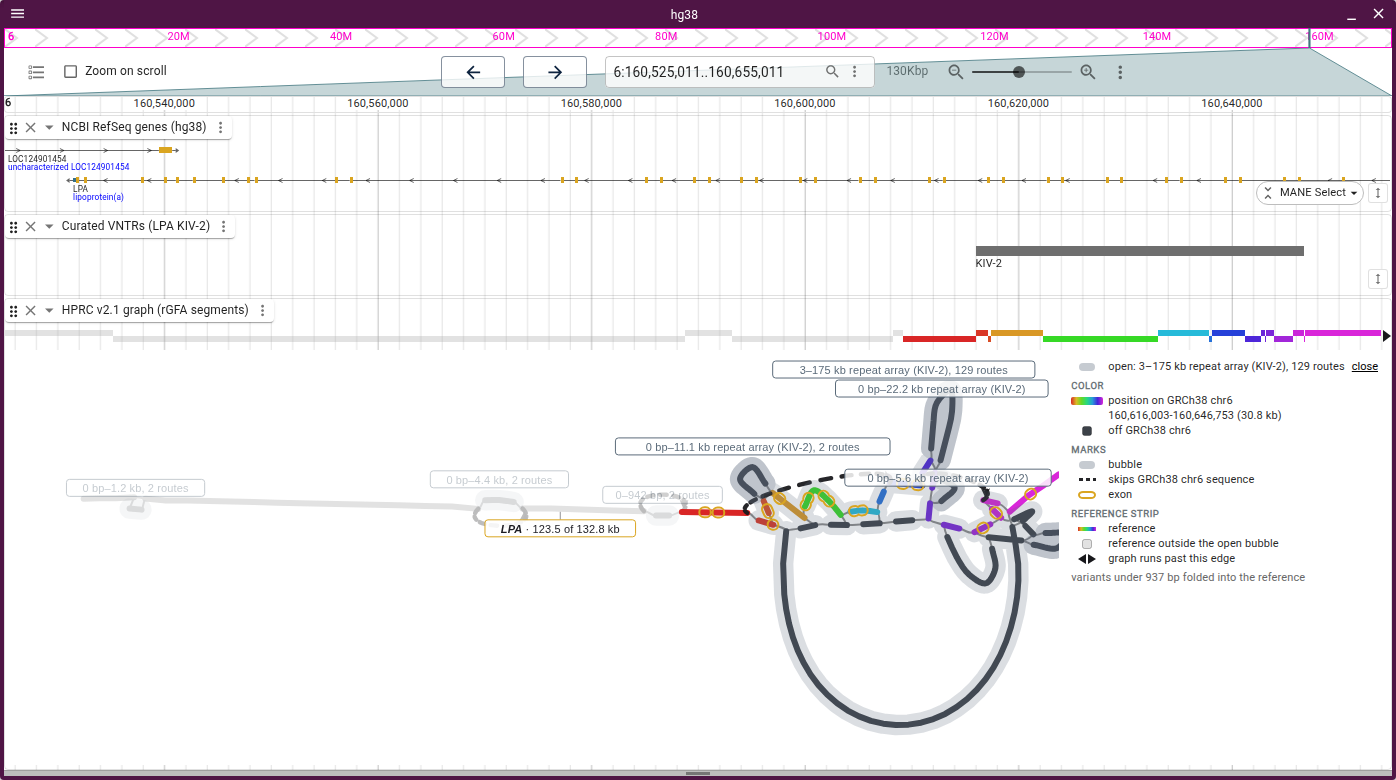 hg38
6 20M 40M 60M 80M 100M 120M 140M 160M
Zoom on scroll
6:160,525,011..160,655,011
130Kbp
6 160,540,000 160,560,000 160,580,000 160,600,000 160,620,000 160,640,000
NCBI RefSeq genes (hg38)
LOC124901454
uncharacterized LOC124901454
LPA
lipoprotein(a)
MANE Select
Curated VNTRs (LPA KIV-2)
KIV-2
HPRC v2.1 graph (rGFA segments)
3–175 kb repeat array (KIV-2), 129 routes
0 bp–22.2 kb repeat array (KIV-2)
0 bp–11.1 kb repeat array (KIV-2), 2 routes
0 bp–5.6 kb repeat array (KIV-2)
0 bp–4.4 kb, 2 routes
0 bp–1.2 kb, 2 routes
0–942 bp, 2 routes
LPA · 123.5 of 132.8 kb
open: 3–175 kb repeat array (KIV-2), 129 routes close
COLOR
position on GRCh38 chr6
160,616,003-160,646,753 (30.8 kb)
off GRCh38 chr6
MARKS
bubble
skips GRCh38 chr6 sequence
exon
REFERENCE STRIP
reference
reference outside the open bubble
graph runs past this edge
variants under 937 bp folded into the reference